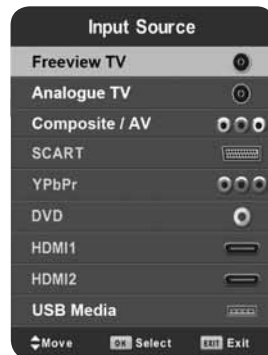 Input Source
Freeview TV
Analogue TV
Composite / AV
SCART
YPbPr
DVD
HDMI1
HDMI2
USB Media
Move OK Select EXIT Exit